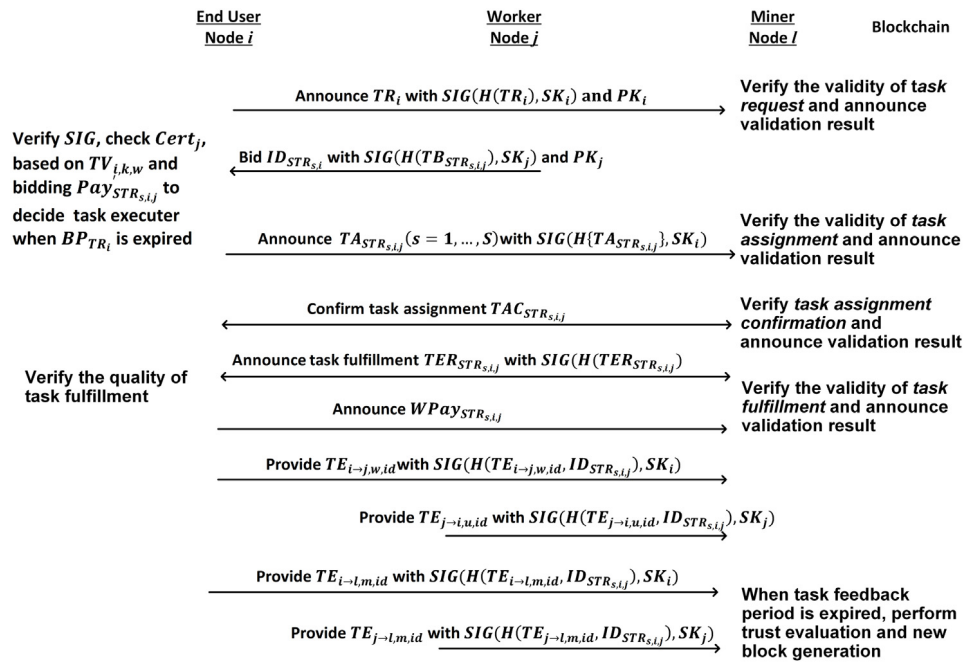 End User
Node i
Worker
Node j
Miner
Node l
Blockchain
Announce TR_i with SIG(H(TR_i), SK_i) and PK_i
Verify the validity of task
request and announce
validation result
Verify SIG, check Cert_j,
based on TV_{i,k,w} and
bidding Pay_{STR_{s,i,j}} to
decide task executer
when BP_{TR_i} is expired
Bid ID_{STR_{s,i}} with SIG(H(TB_{STR_{s,i,j}}), SK_j) and PK_j
Announce TA_{STR_{s,i,j}}(s = 1, ..., S)with SIG(H{TA_{STR_{s,i,j}}}, SK_i)
Verify the validity of task
assignment and announce
validation result
Confirm task assignment TAC_{STR_{s,i,j}}
Verify task assignment
confirmation and
announce validation result
Announce task fulfillment TER_{STR_{s,i,j}} with SIG(H(TER_{STR_{s,i,j}})
Verify the quality of
task fulfillment
Verify the validity of task
fulfillment and announce
validation result
Announce WPay_{STR_{s,i,j}}
Provide TE_{i→j,w,id}with SIG(H(TE_{i→j,w,id}, ID_{STR_{s,i,j}}), SK_i)
Provide TE_{j→i,u,id} with SIG(H(TE_{j→i,u,id}, ID_{STR_{s,i,j}}), SK_j)
Provide TE_{i→l,m,id} with SIG(H(TE_{i→l,m,id}, ID_{STR_{s,i,j}}), SK_i)
Provide TE_{j→l,m,id} with SIG(H(TE_{j→l,m,id}, ID_{STR_{s,i,j}}), SK_j)
When task feedback
period is expired, perform
trust evaluation and new
block generation